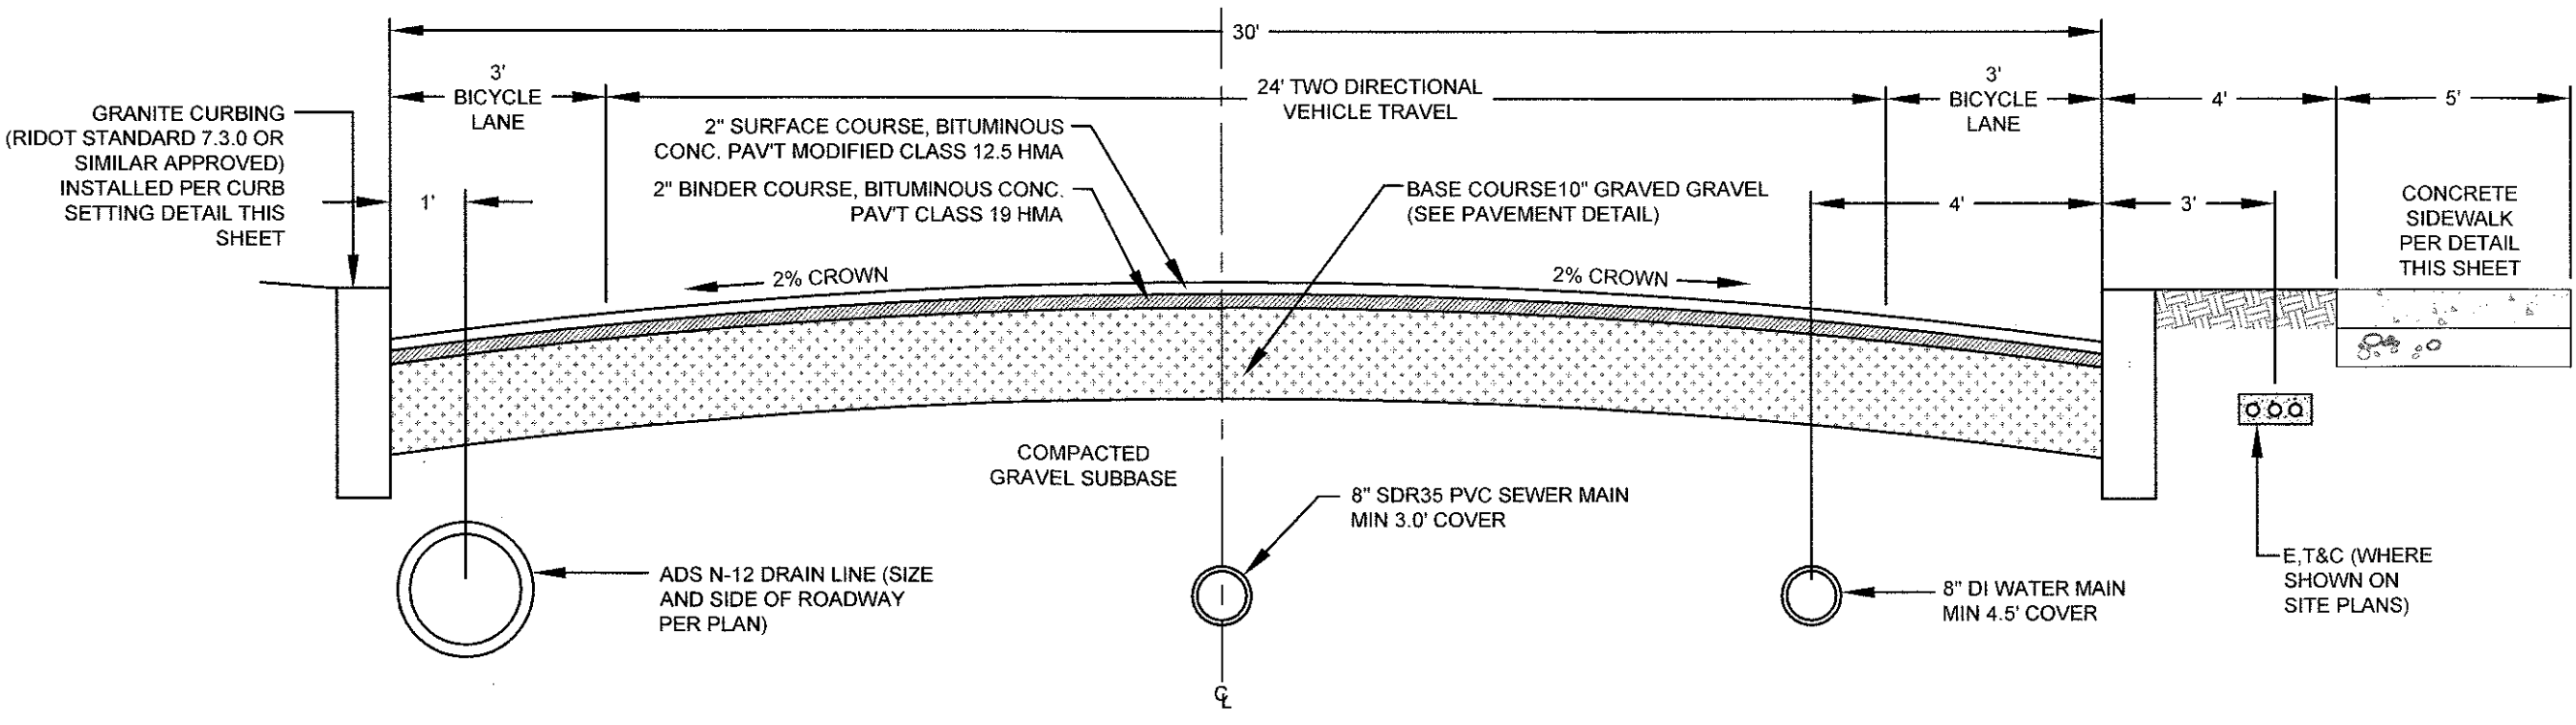 30'
3'
BICYCLE
LANE
24' TWO DIRECTIONAL
VEHICLE TRAVEL
3'
BICYCLE
LANE
4'
5'
GRANITE CURBING
(RIDOT STANDARD 7.3.0 OR
SIMILAR APPROVED)
INSTALLED PER CURB
SETTING DETAIL THIS
SHEET
1'
2" SURFACE COURSE, BITUMINOUS
CONC. PAV'T MODIFIED CLASS 12.5 HMA
2" BINDER COURSE, BITUMINOUS CONC.
PAV'T CLASS 19 HMA
BASE COURSE10" GRAVED GRAVEL
(SEE PAVEMENT DETAIL)
4'
3'
CONCRETE
SIDEWALK
PER DETAIL
THIS SHEET
2% CROWN
2% CROWN
COMPACTED
GRAVEL SUBBASE
8" SDR35 PVC SEWER MAIN
MIN 3.0' COVER
ADS N-12 DRAIN LINE (SIZE
AND SIDE OF ROADWAY
PER PLAN)
8" DI WATER MAIN
MIN 4.5' COVER
E,T&C (WHERE
SHOWN ON
SITE PLANS)
℄